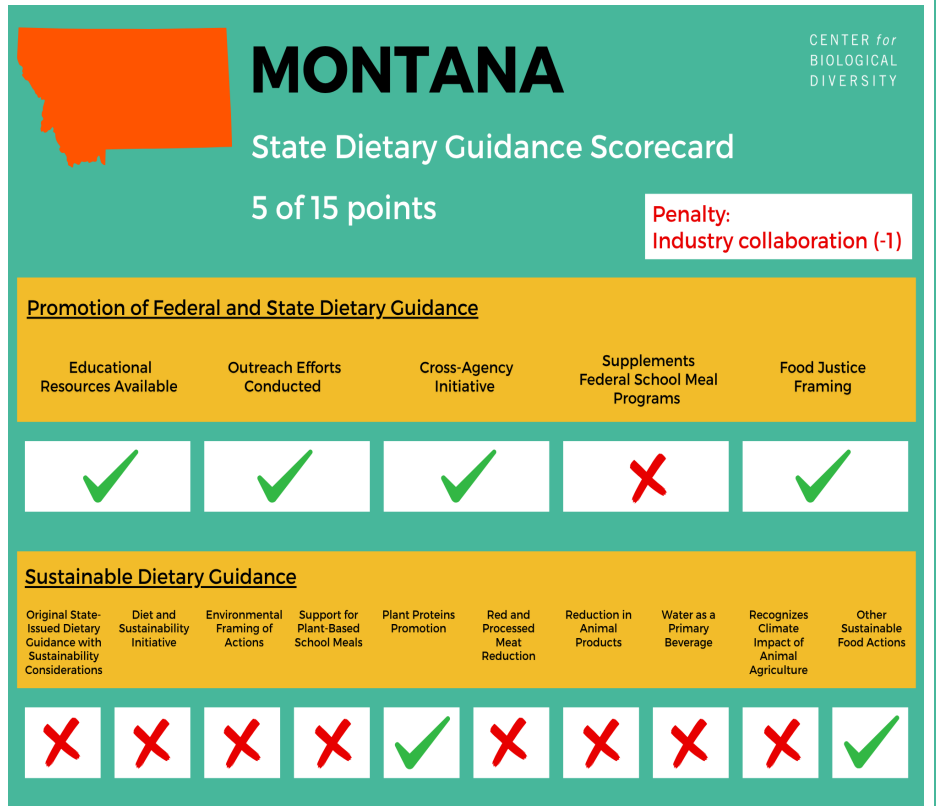 MONTANA
CENTER for
BIOLOGICAL
DIVERSITY
State Dietary Guidance Scorecard
5 of 15 points
Penalty:
Industry collaboration (-1)
Promotion of Federal and State Dietary Guidance
Educational
Resources Available
Outreach Efforts
Conducted
Cross-Agency
Initiative
Supplements
Federal School Meal
Programs
Food Justice
Framing
Sustainable Dietary Guidance
Original State-
Issued Dietary
Guidance with
Sustainability
Considerations
Diet and
Sustainability
Initiative
Environmental
Framing of
Actions
Support for
Plant-Based
School Meals
Plant Proteins
Promotion
Red and
Processed
Meat
Reduction
Reduction in
Animal
Products
Water as a
Primary
Beverage
Recognizes
Climate
Impact of
Animal
Agriculture
Other
Sustainable
Food Actions